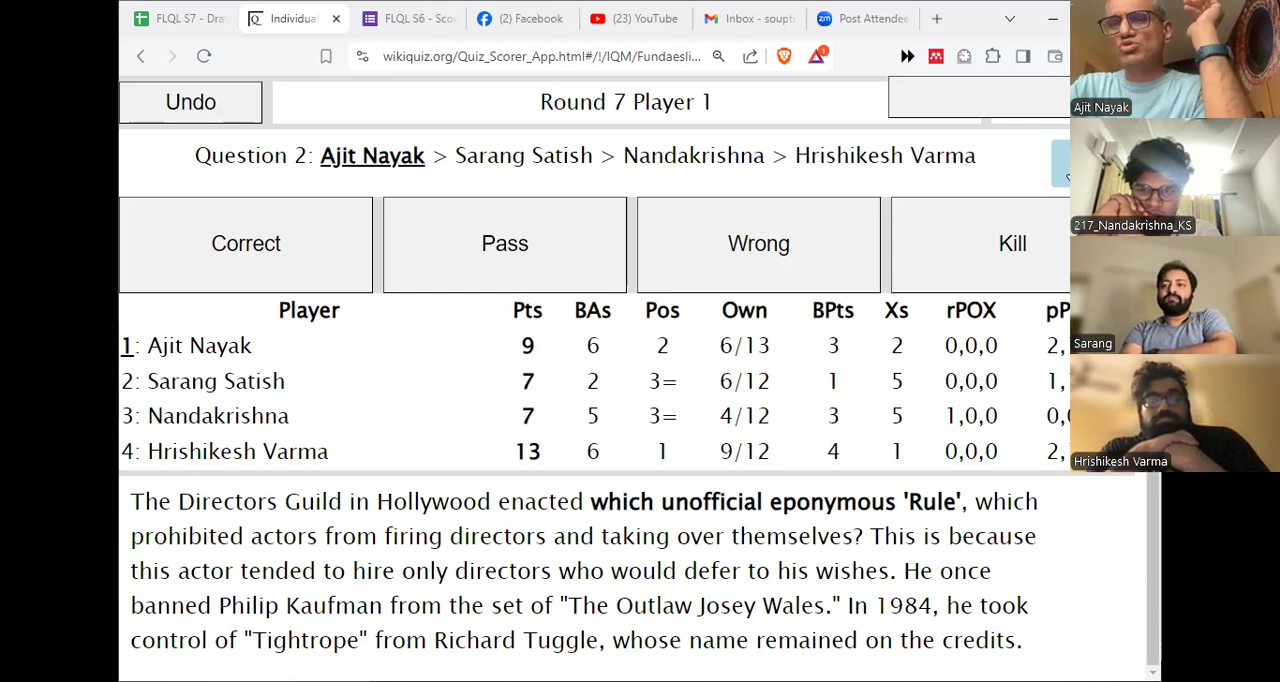 FLQL S7 - Dra
Individual
FLQL S6 - Sco
(2) Facebook
(23) YouTube
Inbox - soupti
Post Attendee
wikiquiz.org/Quiz_Scorer_App.html#/!/IQM/Fundaesli...
Undo
Round 7 Player 1
Question 2: Ajit Nayak > Sarang Satish > Nandakrishna > Hrishikesh Varma
Correct Pass Wrong Kill
Player Pts BAs Pos Own BPts Xs rPOX pP
1: Ajit Nayak 9 6 2 6/13 3 2 0,0,0 2,
2: Sarang Satish 7 2 3= 6/12 1 5 0,0,0 1,
3: Nandakrishna 7 5 3= 4/12 3 5 1,0,0 0,
4: Hrishikesh Varma 13 6 1 9/12 4 1 0,0,0 2,
The Directors Guild in Hollywood enacted which unofficial eponymous 'Rule', which
prohibited actors from firing directors and taking over themselves? This is because
this actor tended to hire only directors who would defer to his wishes. He once
banned Philip Kaufman from the set of "The Outlaw Josey Wales." In 1984, he took
control of "Tightrope" from Richard Tuggle, whose name remained on the credits.
Ajit Nayak
217_Nandakrishna_KS
Sarang
Hrishikesh Varma